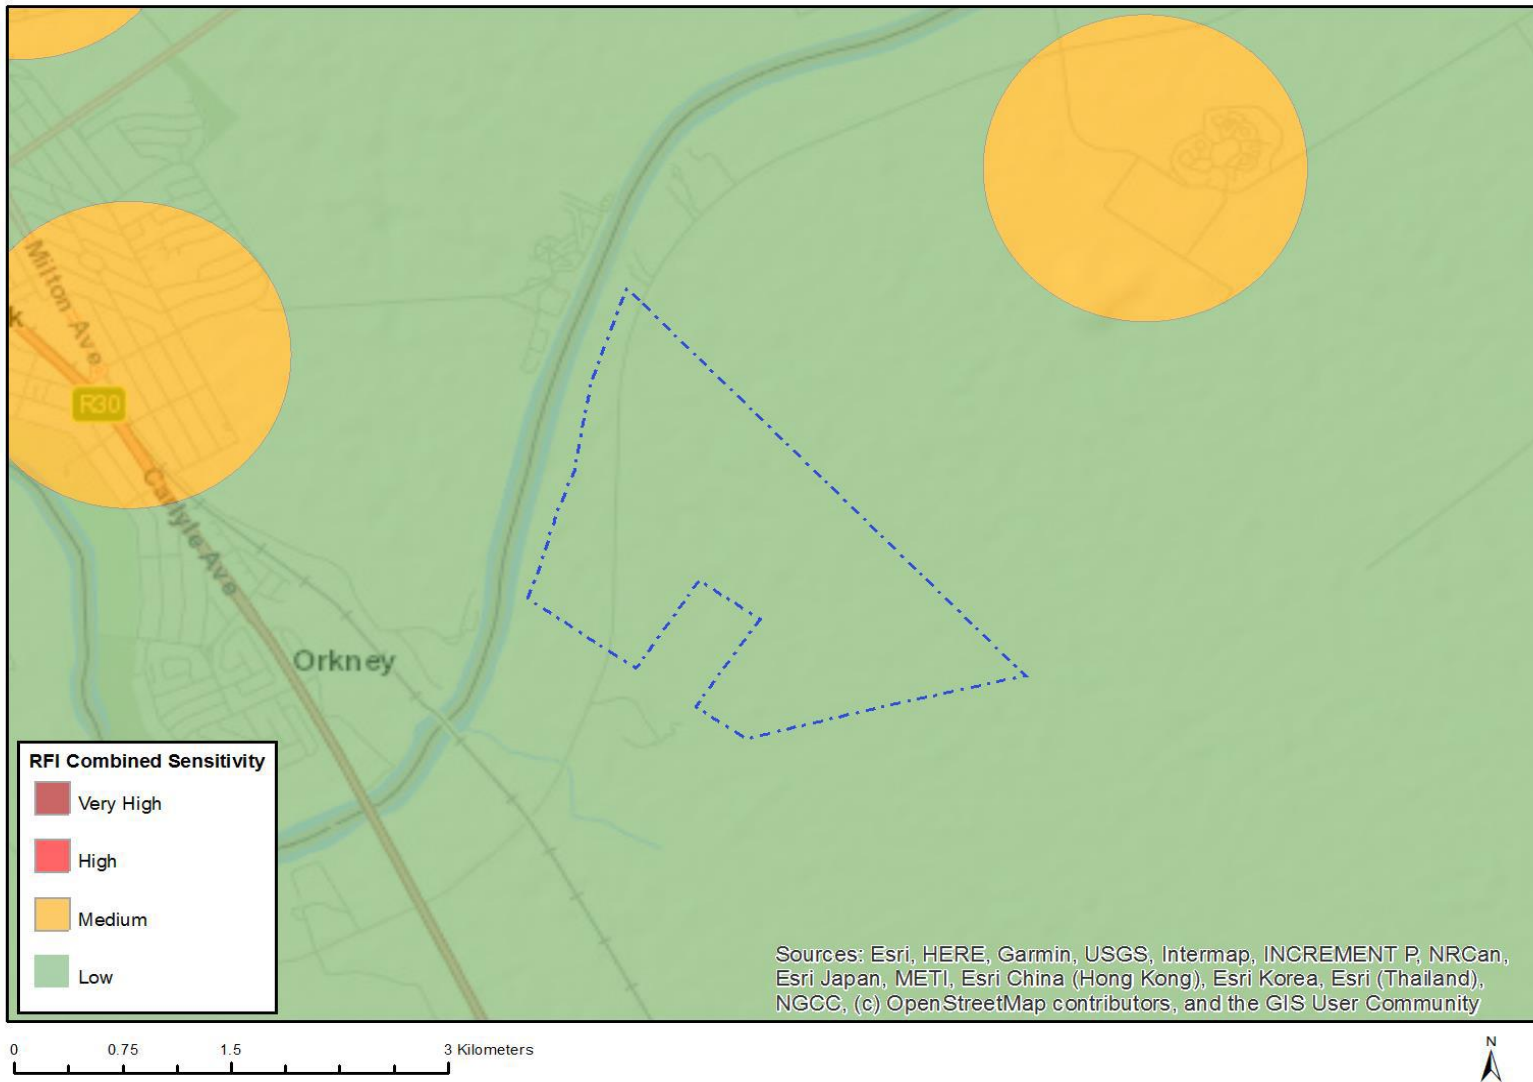 Milton Ave
k
R30
Carlyle Ave
Orkney
RFI Combined Sensitivity
Very High
High
Medium
Low
Sources: Esri, HERE, Garmin, USGS, Intermap, INCREMENT P, NRCan,
Esri Japan, METI, Esri China (Hong Kong), Esri Korea, Esri (Thailand),
NGCC, (c) OpenStreetMap contributors, and the GIS User Community
0 0.75 1.5 3 Kilometers
N